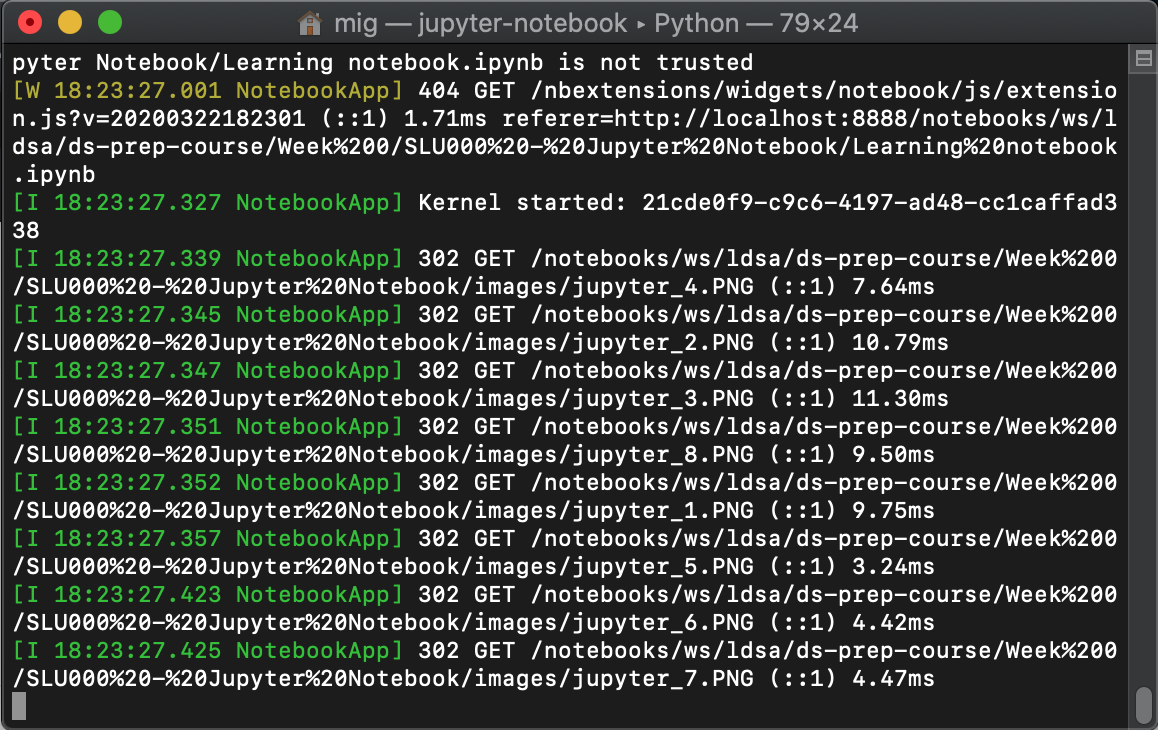 mig — jupyter-notebook ▸ Python — 79×24
pyter Notebook/Learning notebook.ipynb is not trusted
[W 18:23:27.001 NotebookApp] 404 GET /nbextensions/widgets/notebook/js/extensio
n.js?v=20200322182301 (::1) 1.71ms referer=http://localhost:8888/notebooks/ws/l
dsa/ds-prep-course/Week%200/SLU000%20-%20Jupyter%20Notebook/Learning%20notebook
.ipynb
[I 18:23:27.327 NotebookApp] Kernel started: 21cde0f9-c9c6-4197-ad48-cc1caffad3
38
[I 18:23:27.339 NotebookApp] 302 GET /notebooks/ws/ldsa/ds-prep-course/Week%200
/SLU000%20-%20Jupyter%20Notebook/images/jupyter_4.PNG (::1) 7.64ms
[I 18:23:27.345 NotebookApp] 302 GET /notebooks/ws/ldsa/ds-prep-course/Week%200
/SLU000%20-%20Jupyter%20Notebook/images/jupyter_2.PNG (::1) 10.79ms
[I 18:23:27.347 NotebookApp] 302 GET /notebooks/ws/ldsa/ds-prep-course/Week%200
/SLU000%20-%20Jupyter%20Notebook/images/jupyter_3.PNG (::1) 11.30ms
[I 18:23:27.351 NotebookApp] 302 GET /notebooks/ws/ldsa/ds-prep-course/Week%200
/SLU000%20-%20Jupyter%20Notebook/images/jupyter_8.PNG (::1) 9.50ms
[I 18:23:27.352 NotebookApp] 302 GET /notebooks/ws/ldsa/ds-prep-course/Week%200
/SLU000%20-%20Jupyter%20Notebook/images/jupyter_1.PNG (::1) 9.75ms
[I 18:23:27.357 NotebookApp] 302 GET /notebooks/ws/ldsa/ds-prep-course/Week%200
/SLU000%20-%20Jupyter%20Notebook/images/jupyter_5.PNG (::1) 3.24ms
[I 18:23:27.423 NotebookApp] 302 GET /notebooks/ws/ldsa/ds-prep-course/Week%200
/SLU000%20-%20Jupyter%20Notebook/images/jupyter_6.PNG (::1) 4.42ms
[I 18:23:27.425 NotebookApp] 302 GET /notebooks/ws/ldsa/ds-prep-course/Week%200
/SLU000%20-%20Jupyter%20Notebook/images/jupyter_7.PNG (::1) 4.47ms